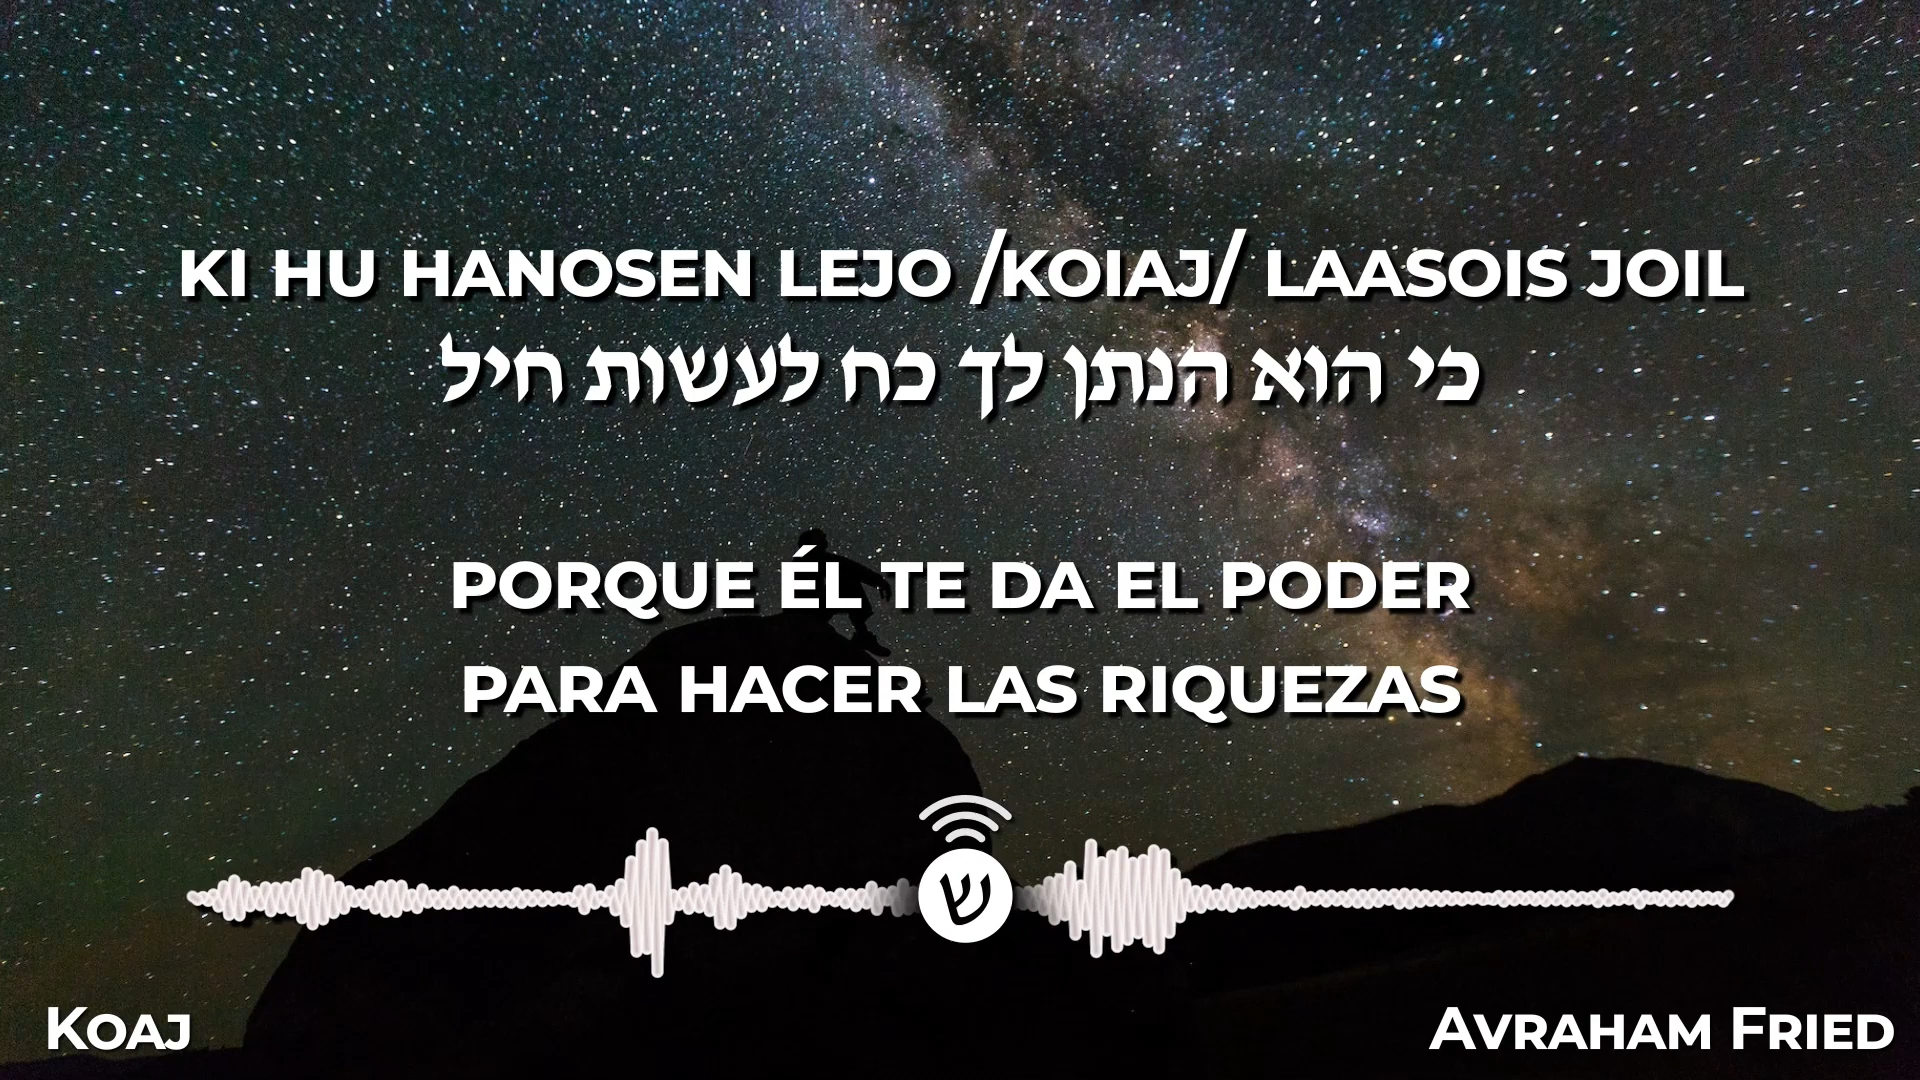 KI HU HANOSEN LEJO /KOIAJ/ LAASOIS JOIL
כי הוא הנתן לך כח לעשות חיל
PORQUE ÉL TE DA EL PODER
PARA HACER LAS RIQUEZAS
ש
KOAJ
AVRAHAM FRIED